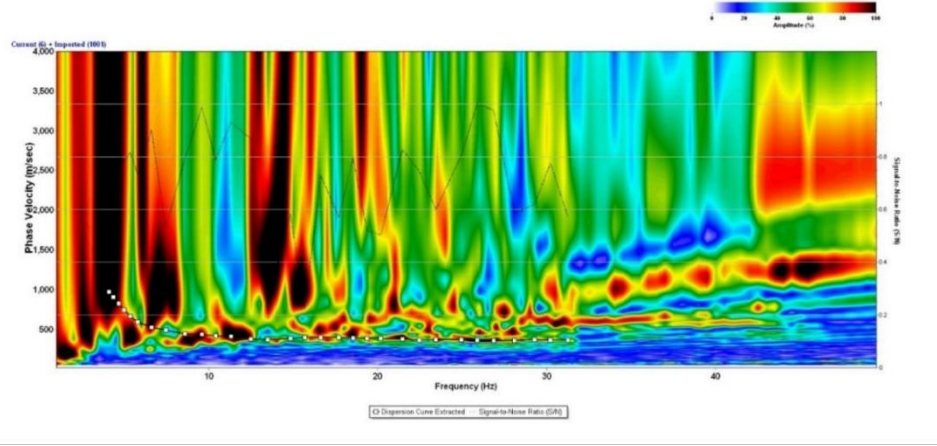 0 20 40 60 80 100
Amplitude (%)
Current (6) + Imported (1001)
4,000
3,500
3,000
2,500
2,000
1,500
1,000
500
Phase Velocity (m/sec)
1
0.8
0.6
0.4
0.2
0
Signal-to-Noise Ratio (S/N)
10 20 30 40
Frequency (Hz)
Dispersion Curve Extracted Signal-to-Noise Ratio (S/N)